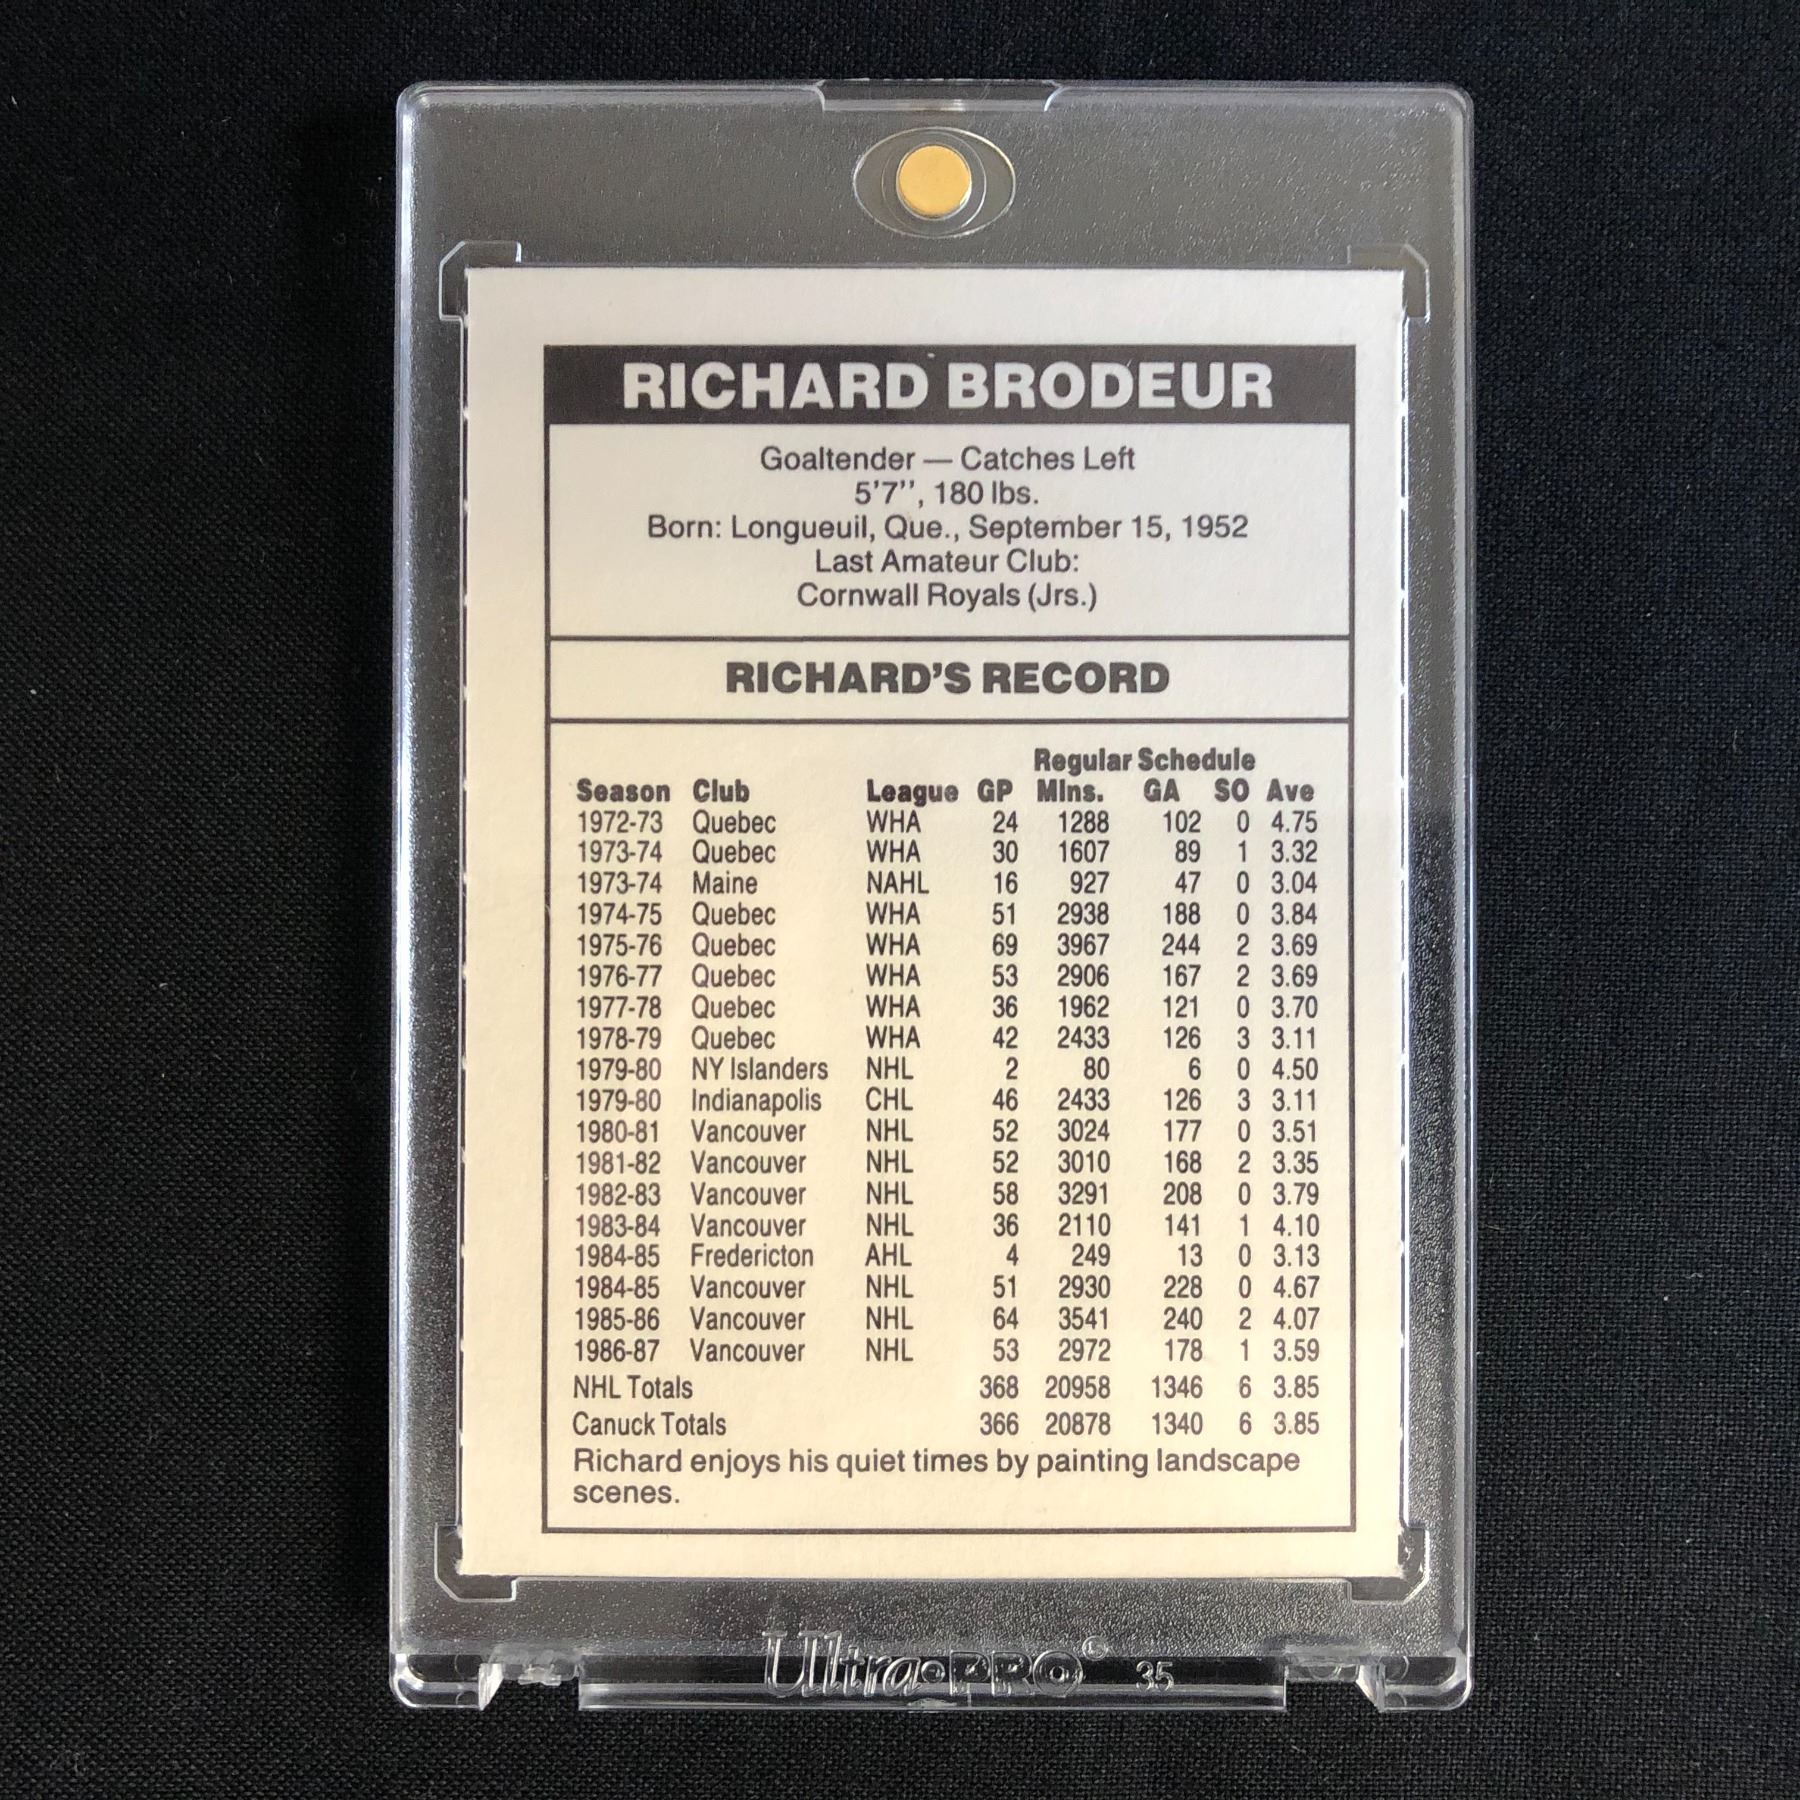 RICHARD BRODEUR
Goaltender — Catches Left
5'7'', 180 lbs.
Born: Longueuil, Que., September 15, 1952
Last Amateur Club:
Cornwall Royals (Jrs.)
RICHARD'S RECORD
Regular Schedule
Season Club League GP Mins. GA SO Ave
1972-73 Quebec WHA 24 1288 102 0 4.75
1973-74 Quebec WHA 30 1607 89 1 3.32
1973-74 Maine NAHL 16 927 47 0 3.04
1974-75 Quebec WHA 51 2938 188 0 3.84
1975-76 Quebec WHA 69 3967 244 2 3.69
1976-77 Quebec WHA 53 2906 167 2 3.69
1977-78 Quebec WHA 36 1962 121 0 3.70
1978-79 Quebec WHA 42 2433 126 3 3.11
1979-80 NY Islanders NHL 2 80 6 0 4.50
1979-80 Indianapolis CHL 46 2433 126 3 3.11
1980-81 Vancouver NHL 52 3024 177 0 3.51
1981-82 Vancouver NHL 52 3010 168 2 3.35
1982-83 Vancouver NHL 58 3291 208 0 3.79
1983-84 Vancouver NHL 36 2110 141 1 4.10
1984-85 Fredericton AHL 4 249 13 0 3.13
1984-85 Vancouver NHL 51 2930 228 0 4.67
1985-86 Vancouver NHL 64 3541 240 2 4.07
1986-87 Vancouver NHL 53 2972 178 1 3.59
NHL Totals 368 20958 1346 6 3.85
Canuck Totals 366 20878 1340 6 3.85
Richard enjoys his quiet times by painting landscape
scenes.
Ultra•PRO® 35